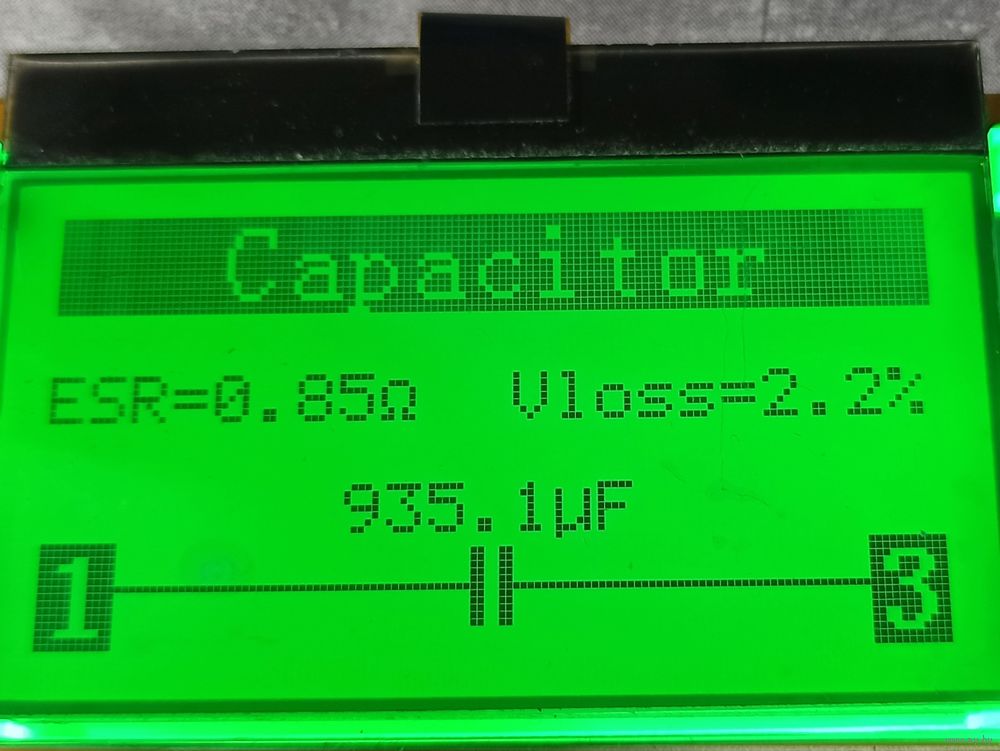 Capacitor
ESR=0.85Ω Vloss=2.2%
935.1µF
1 3